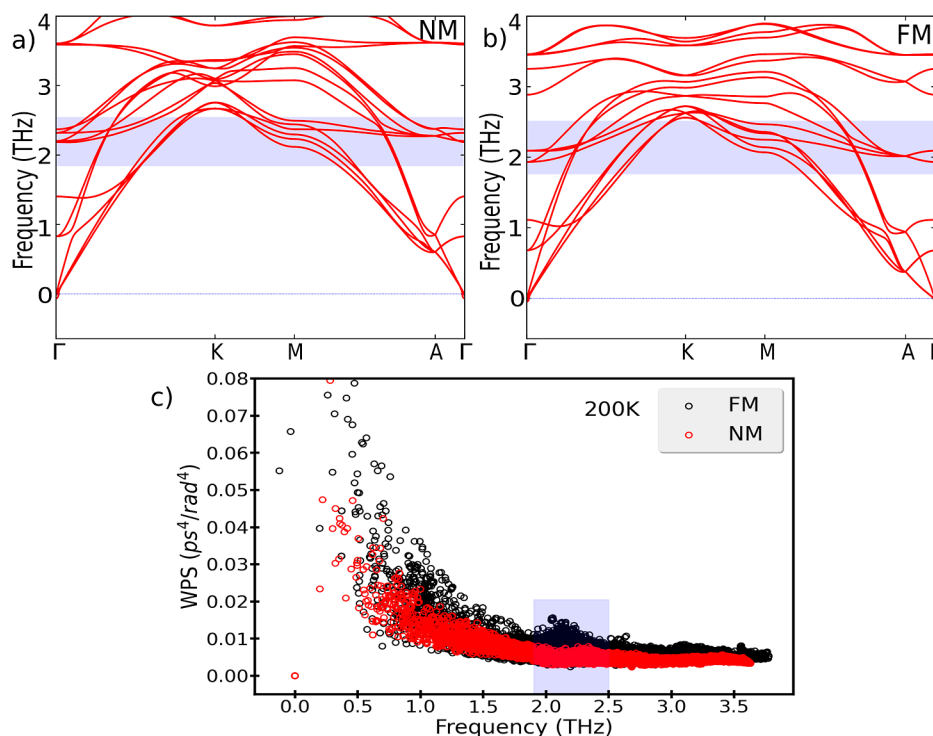 a)
NM
4
3
2
1
0
Frequency (THz)
Γ K M A Γ
b)
FM
4
3
2
1
0
Frequency (THz)
Γ K M A
c)
200K
FM
NM
0.08
0.07
0.06
0.05
0.04
0.03
0.02
0.01
0.00
WPS (ps⁴/rad⁴)
0.0 0.5 1.0 1.5 2.0 2.5 3.0 3.5
Frequency (THz)